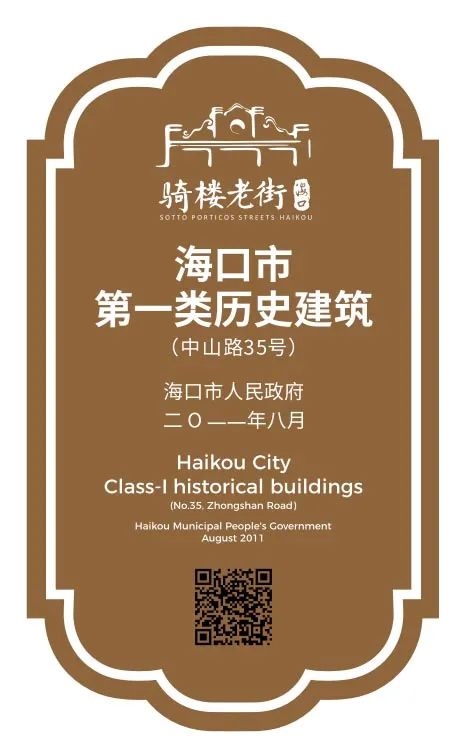 骑楼老街 海口
SOTTO PORTICOS STREETS HAIKOU
海口市
第一类历史建筑
（中山路35号）
海口市人民政府
二O一一年八月
Haikou City
Class-I historical buildings
(No.35, Zhongshan Road)
Haikou Municipal People's Government
August 2011